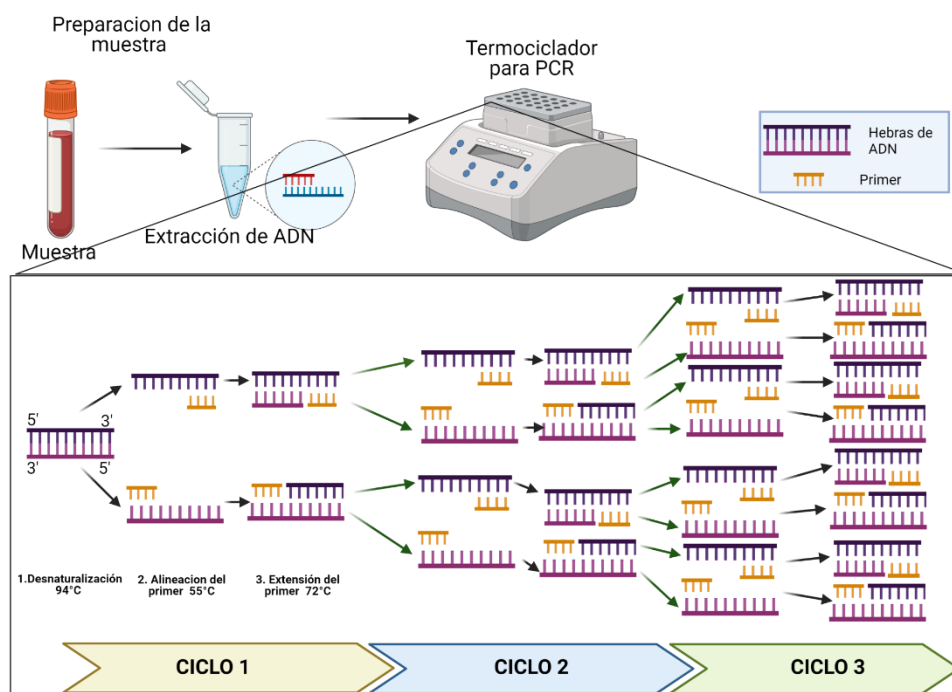 Preparacion de la
muestra
Termociclador
para PCR
Hebras de
ADN
Primer
Extracción de ADN
Muestra
5'
3'
3'
5'
1.Desnaturalización
94°C
2. Alineacion del
primer 55°C
3. Extensión del
primer 72°C
CICLO 1
CICLO 2
CICLO 3